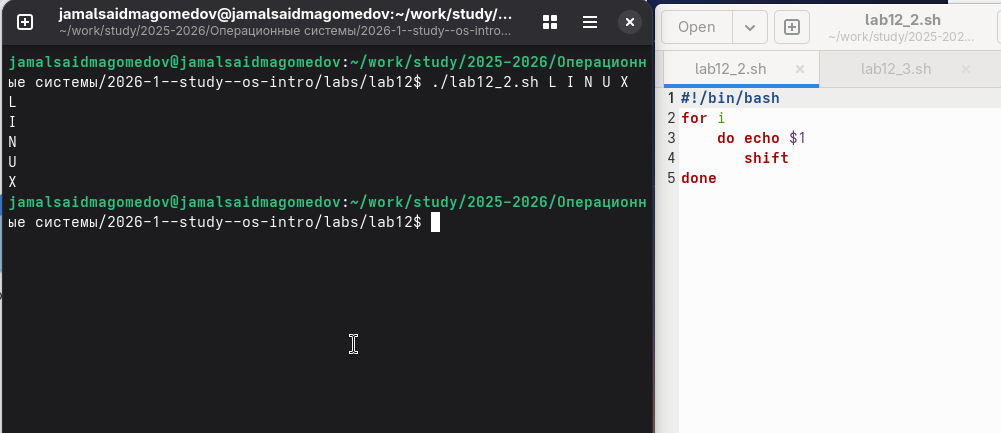 jamalsaidmagomedov@jamalsaidmagomedov:~/work/study/...
~/work/study/2025-2026/Операционные системы/2026-1--study--os-intro...
jamalsaidmagomedov@jamalsaidmagomedov:~/work/study/2025-2026/Операционн
ые системы/2026-1--study--os-intro/labs/lab12$ ./lab12_2.sh L I N U X
L
I
N
U
X
jamalsaidmagomedov@jamalsaidmagomedov:~/work/study/2025-2026/Операционн
ые системы/2026-1--study--os-intro/labs/lab12$
Open
lab12_2.sh
~/work/study/2025-202...
lab12_2.sh
lab12_3.sh
1 #!/bin/bash
2 for i
3     do echo $1
4        shift
5 done